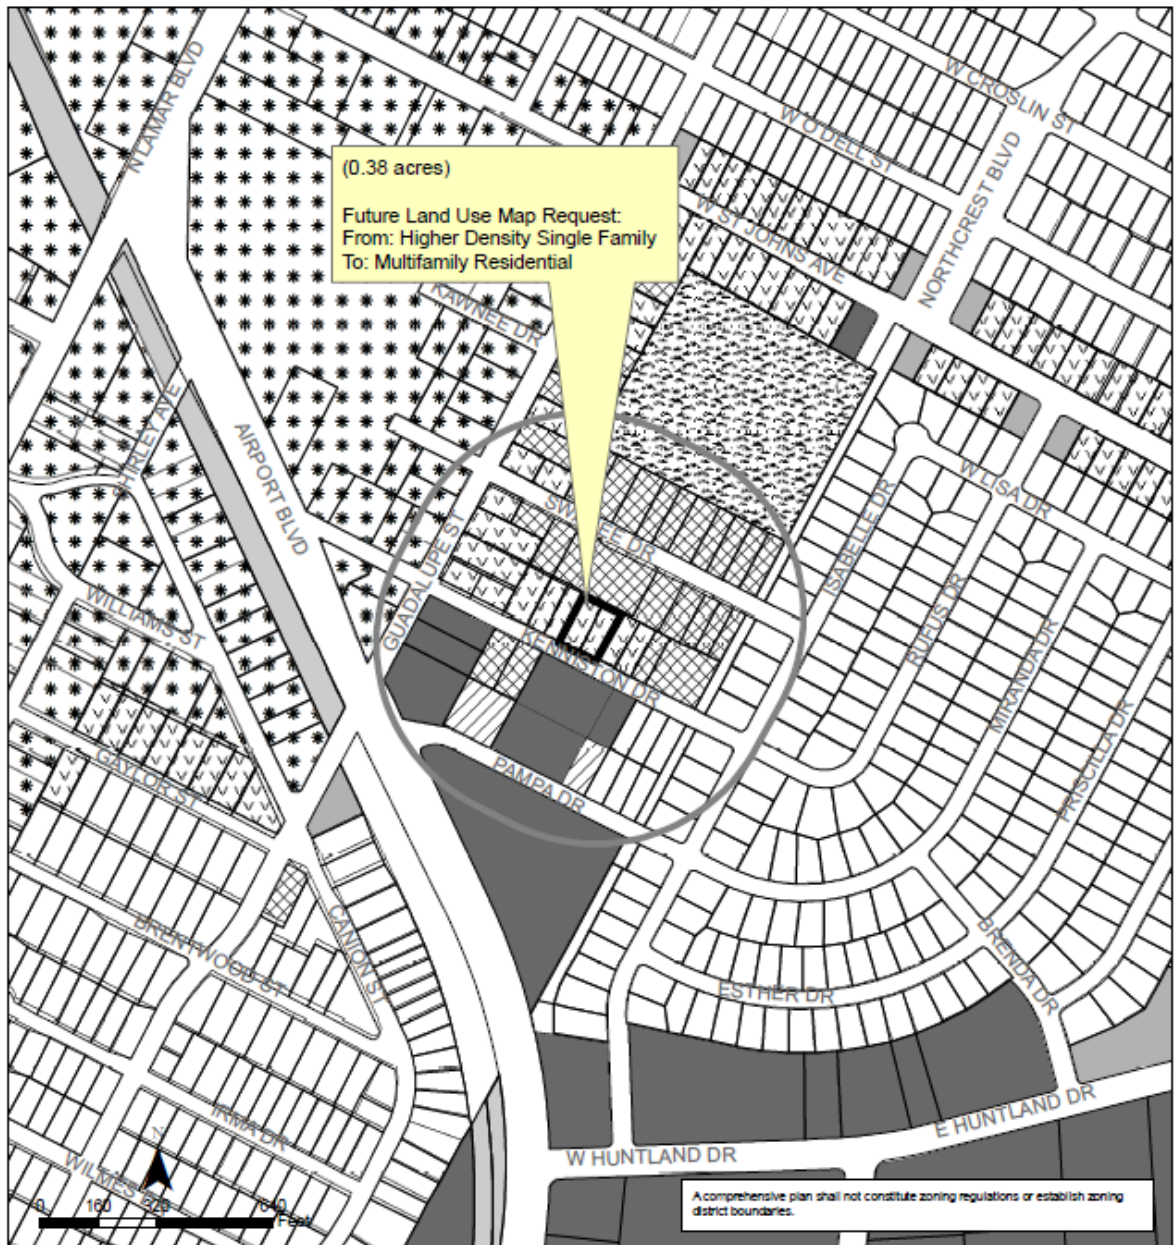 N LAMAR BLVD
W CROSLIN ST
W O'DELL ST
NORTHCREST BLVD
(0.38 acres)
Future Land Use Map Request:
From: Higher Density Single Family
To: Multifamily Residential
W ST JOHNS AVE
KAWNEE DR
SHIRLEY AVE
AIRPORT BLVD
W LISA DR
ISABELLE DR
GUADALUPE ST
RUFUS DR
WILLIAMS ST
KENNISTON DR
MIRANDA DR
PRISCILLA DR
GAYLOR ST
PAMPA DR
CANION ST
BRENTWOOD ST
BRENDA DR
ESTHER DR
IRMA DR
E HUNTLAND DR
W HUNTLAND DR
N
0 160 320 640
Feet
A comprehensive plan shall not constitute zoning regulations or establish zoning
district boundaries.